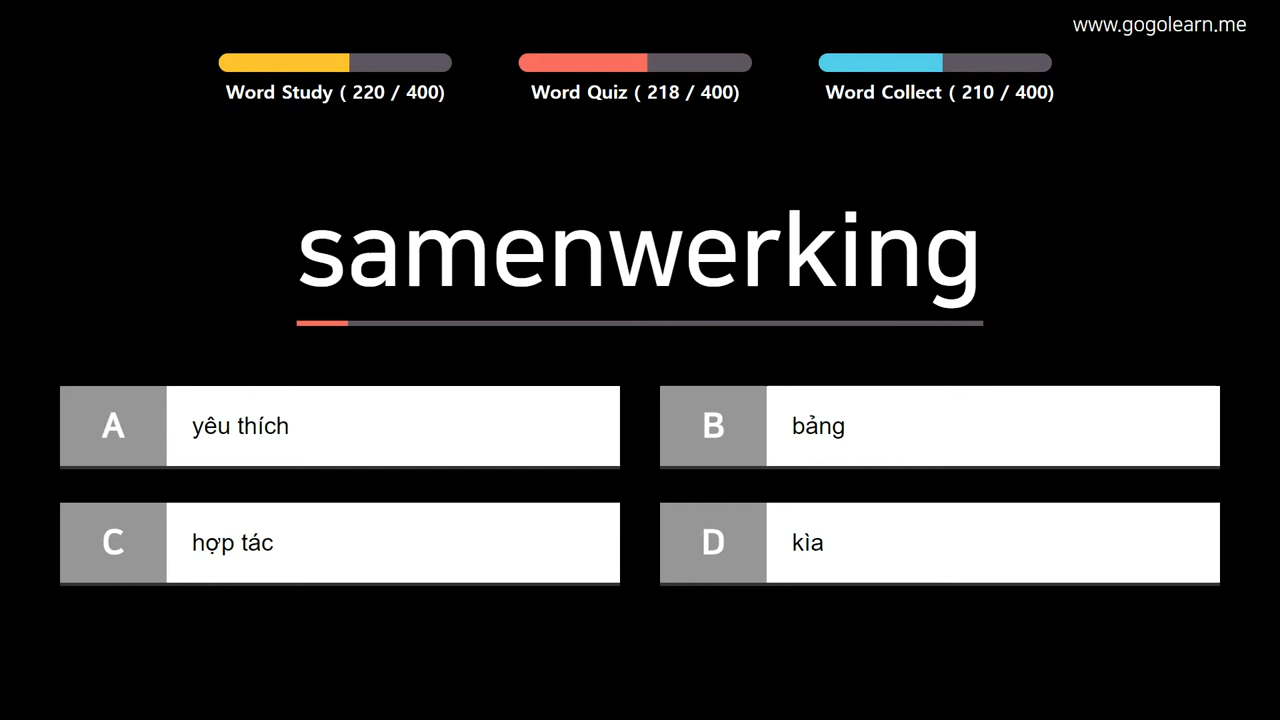 www.gogolearn.me
Word Study ( 220 / 400)
Word Quiz ( 218 / 400)
Word Collect ( 210 / 400)
samenwerking
A yêu thích
B bảng
C hợp tác
D kìa